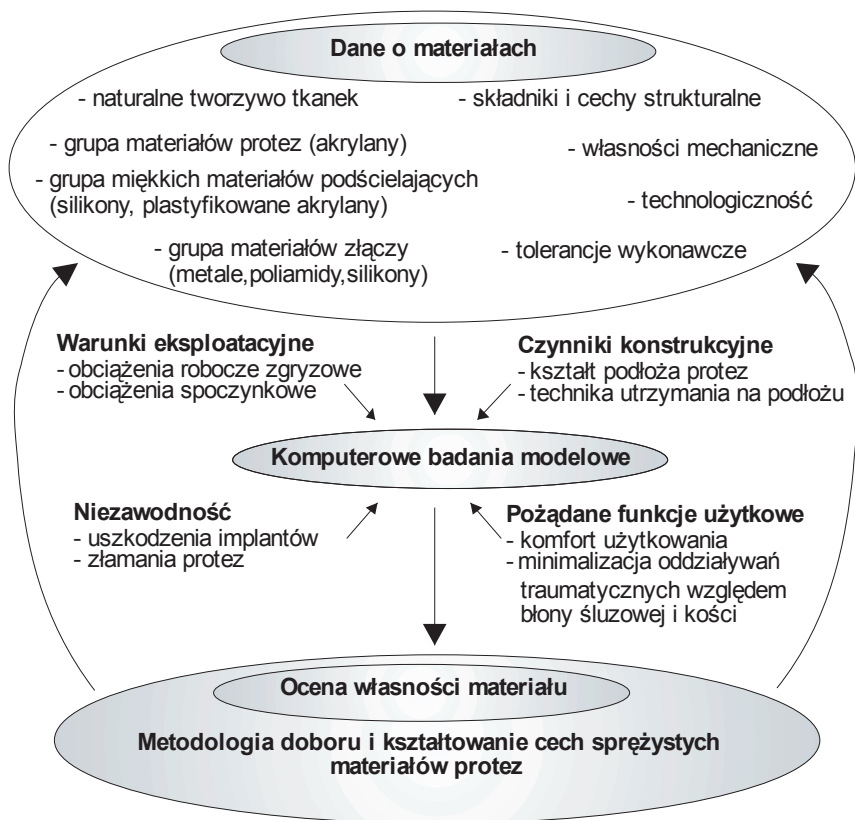 Dane o materiałach
- naturalne tworzywo tkanek
- grupa materiałów protez (akrylany)
- grupa miękkich materiałów podścielających
(silikony, plastyfikowane akrylany)
- grupa materiałów złączy
(metale,poliamidy,silikony)
- składniki i cechy strukturalne
- własności mechaniczne
- technologiczność
- tolerancje wykonawcze
Warunki eksploatacyjne
- obciążenia robocze zgryzowe
- obciążenia spoczynkowe
Czynniki konstrukcyjne
- kształt podłoża protez
- technika utrzymania na podłożu
Komputerowe badania modelowe
Niezawodność
- uszkodzenia implantów
- złamania protez
Pożądane funkcje użytkowe
- komfort użytkowania
- minimalizacja oddziaływań
traumatycznych względem
błony śluzowej i kości
Ocena własności materiału
Metodologia doboru i kształtowanie cech sprężystych
materiałów protez